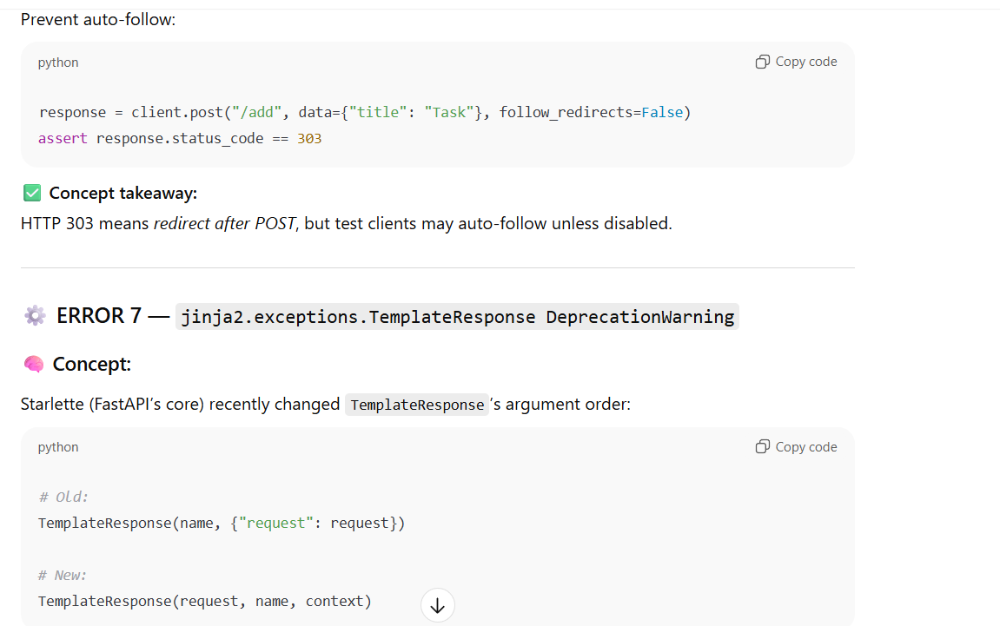 Prevent auto-follow:
python
Copy code
response = client.post("/add", data={"title": "Task"}, follow_redirects=False)
assert response.status_code == 303
✅ Concept takeaway:
HTTP 303 means redirect after POST, but test clients may auto-follow unless disabled.
⚙️ ERROR 7 — jinja2.exceptions.TemplateResponse DeprecationWarning
🧠 Concept:
Starlette (FastAPI’s core) recently changed TemplateResponse’s argument order:
python
Copy code
# Old:
TemplateResponse(name, {"request": request})
# New:
TemplateResponse(request, name, context)